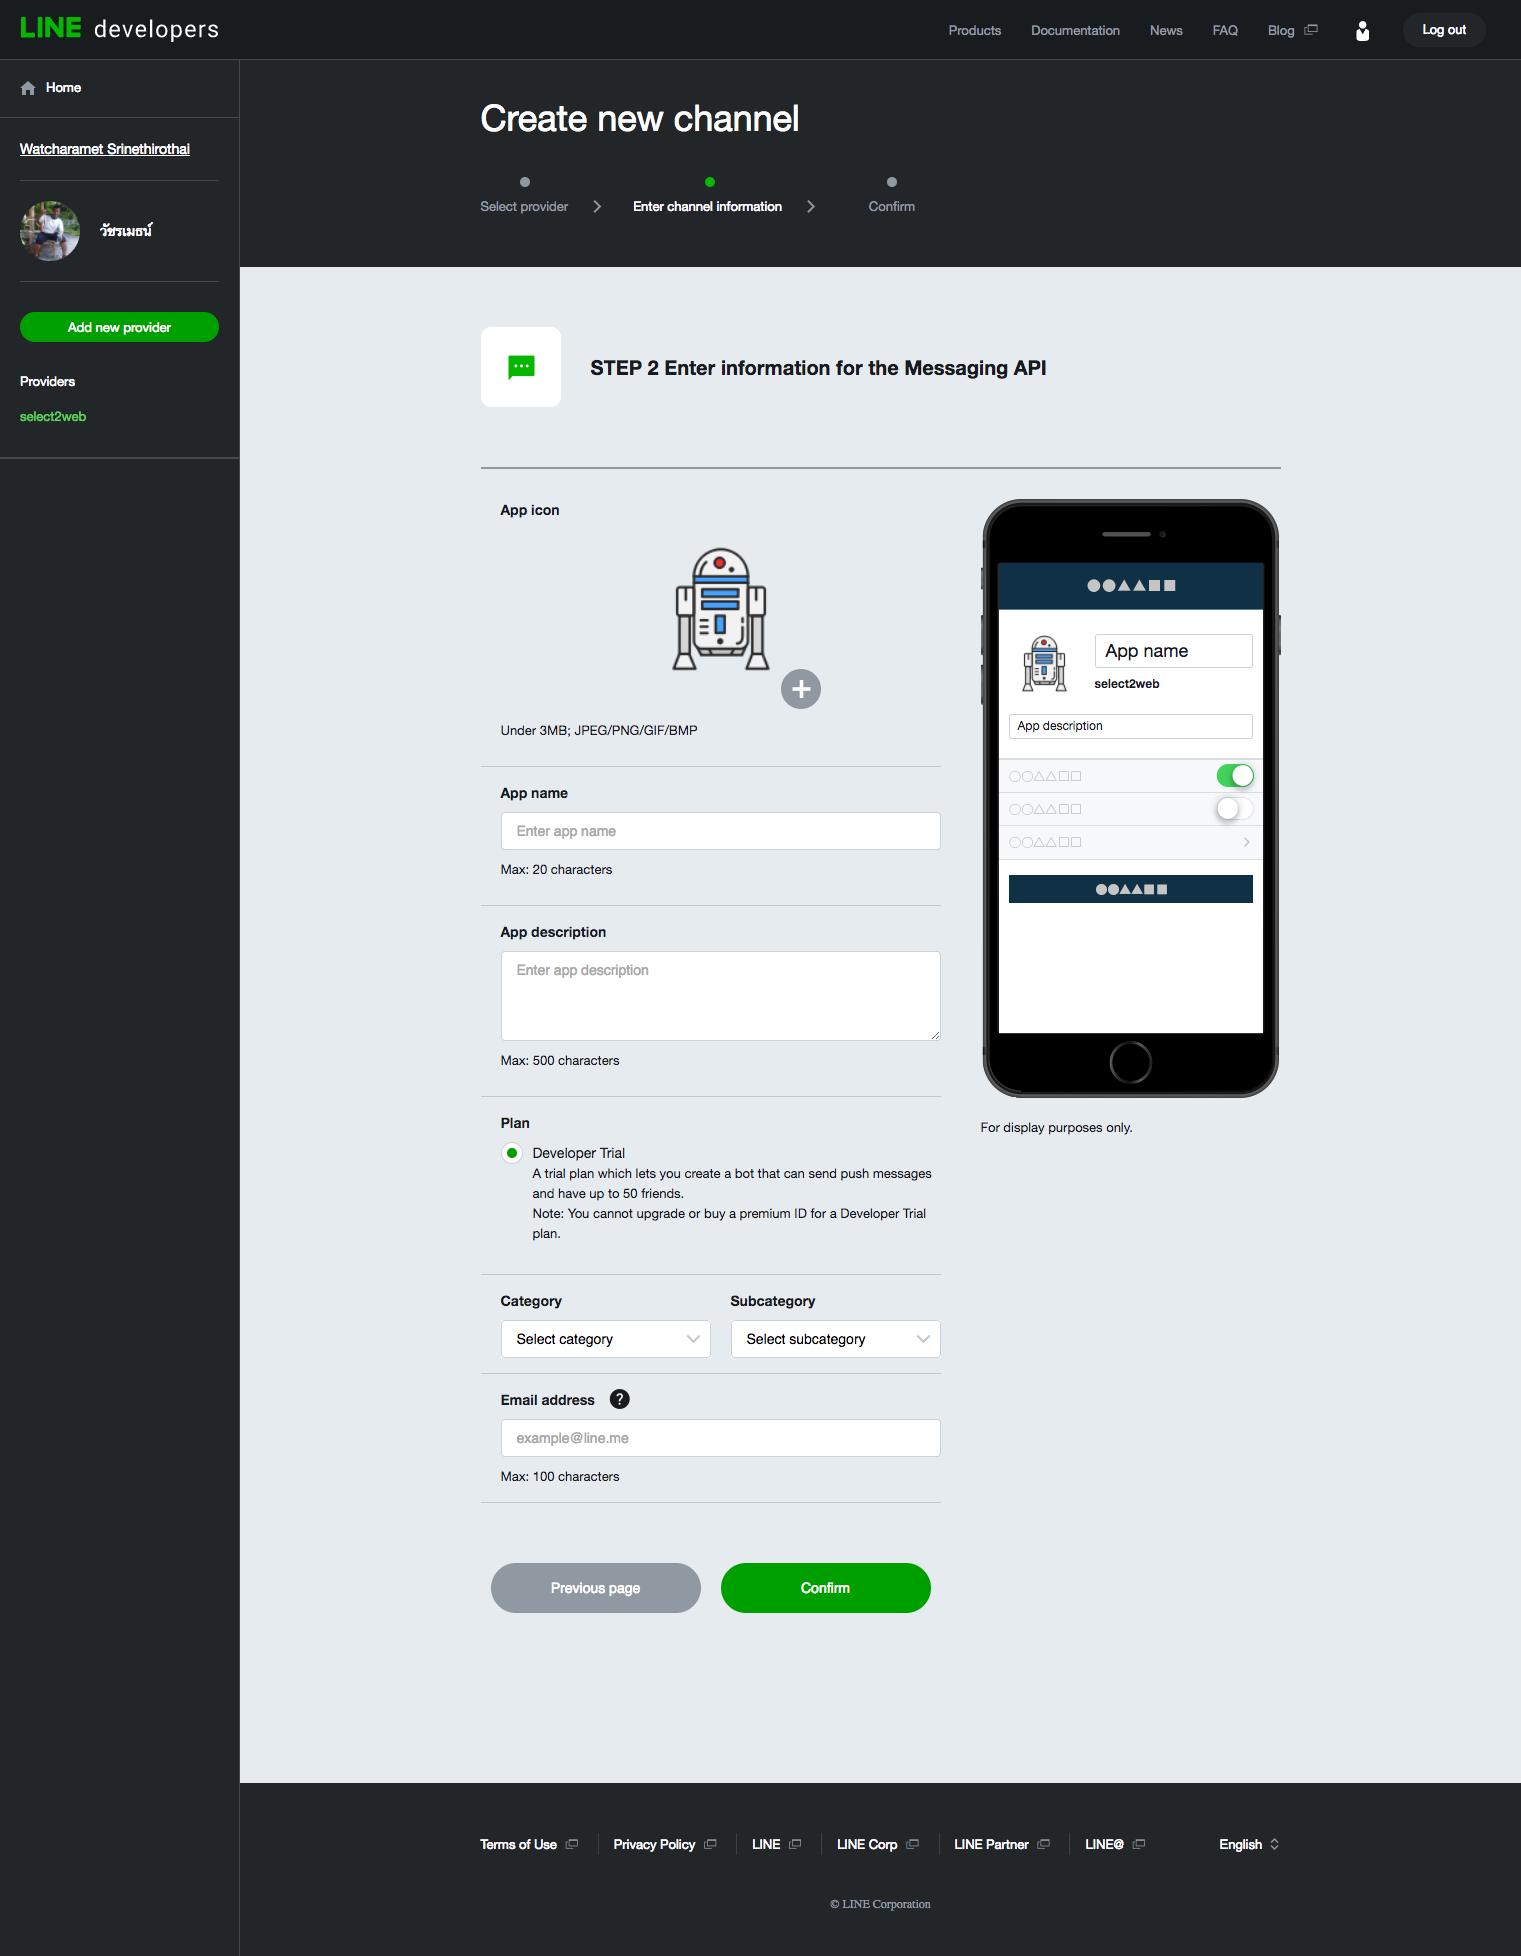 LINE developers
Products
Documentation
News
FAQ
Blog
Log out
Home
Watcharamet Srinethirothai
วัชรเมธน์
Add new provider
Providers
select2web
Create new channel
Select provider
Enter channel information
Confirm
STEP 2 Enter information for the Messaging API
App icon
Under 3MB; JPEG/PNG/GIF/BMP
App name
Enter app name
Max: 20 characters
App description
Enter app description
Max: 500 characters
Plan
Developer Trial
A trial plan which lets you create a bot that can send push messages
and have up to 50 friends.
Note: You cannot upgrade or buy a premium ID for a Developer Trial
plan.
Category
Subcategory
Select category
Select subcategory
Email address ?
example@line.me
Max: 100 characters
Previous page
Confirm
App name
select2web
App description
For display purposes only.
Terms of Use
Privacy Policy
LINE
LINE Corp
LINE Partner
LINE@
English
© LINE Corporation